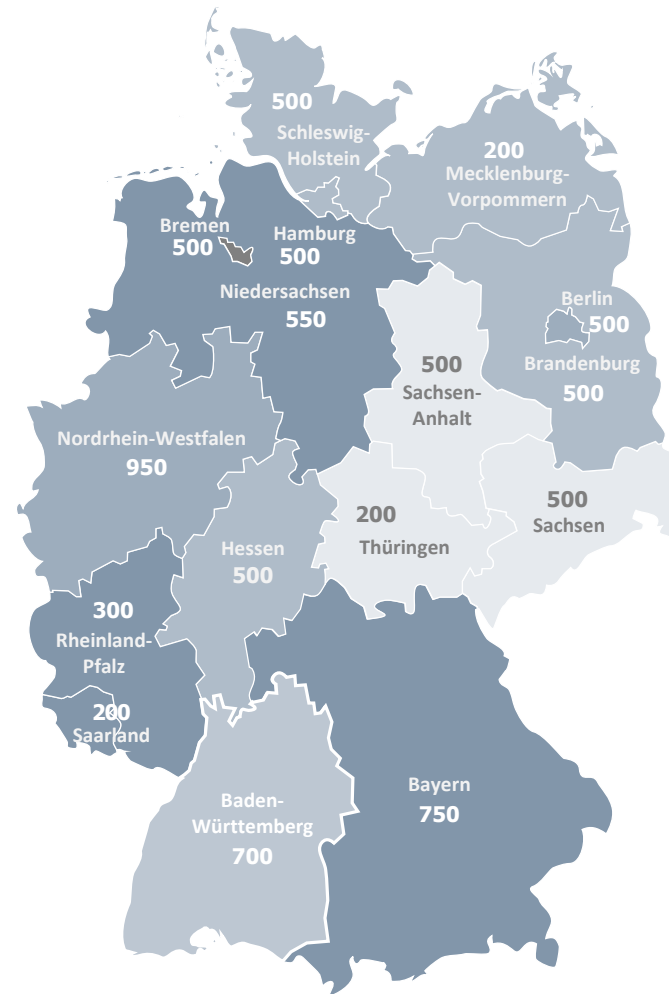 500
Schleswig-
Holstein
200
Mecklenburg-
Vorpommern
Bremen
500
Hamburg
500
Niedersachsen
550
Berlin
500
Brandenburg
500
500
Sachsen-
Anhalt
Nordrhein-Westfalen
950
500
Sachsen
200
Thüringen
Hessen
500
300
Rheinland-
Pfalz
200
Saarland
Bayern
750
Baden-
Württemberg
700